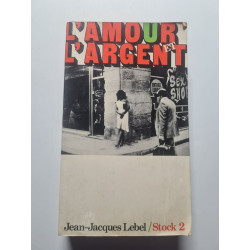 L'AMOUR
L'ARGENT
SEX
SHOP
Jean-Jacques Lebel/Stock 2